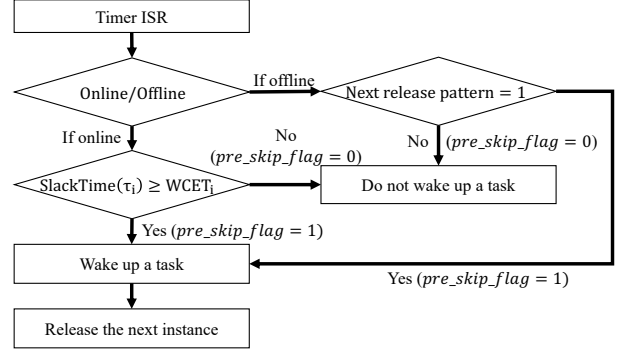 Timer ISR
Online/Offline
If offline
Next release pattern = 1
If online
No
(pre_skip_flag = 0)
No (pre_skip_flag = 0)
SlackTime(τᵢ) ≥ WCETᵢ
Do not wake up a task
Yes (pre_skip_flag = 1)
Wake up a task
Yes (pre_skip_flag = 1)
Release the next instance